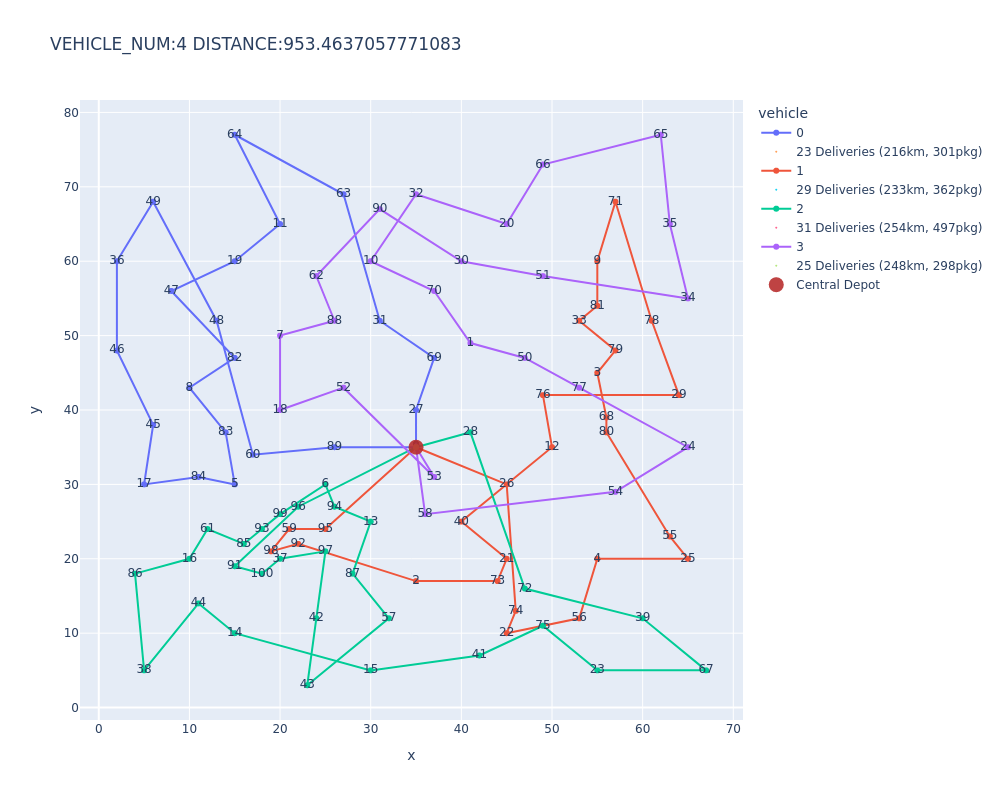 VEHICLE_NUM:4 DISTANCE:953.4637057771083
vehicle
0
23 Deliveries (216km, 301pkg)
1
29 Deliveries (233km, 362pkg)
2
31 Deliveries (254km, 497pkg)
3
25 Deliveries (248km, 298pkg)
Central Depot
80
70
60
50
40
30
20
10
0
y
0 10 20 30 40 50 60 70
x
64 65
66
49 63 32 71
90
11 20 35
36 19 10 30 9
62 51
47 70 34
81
48 88 31 33 78
7
46 82 69 1 50 79
3
8 52 77
76 29
18 27
45 68
83 28 80
60 89 12 24
84 53
17 5 6 26 54
96 94
99 58
61 93 59 95 13 40
85 55
98 92 97
16 37 21 4 25
91
86 100 87 2 73
72
44 74
42 57 56 39
14 22 75
41
38 15 23 67
43